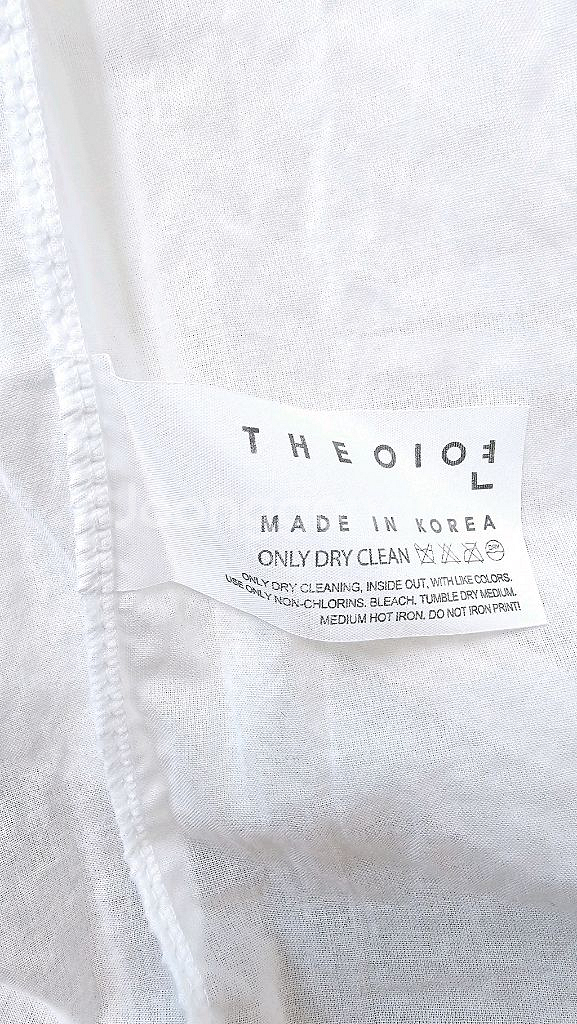 THEOIOㅋ
L
MADE IN KOREA
ONLY DRY CLEAN
ONLY DRY CLEANING, INSIDE OUT, WITH LIKE COLORS.
USE ONLY NON-CHLORINS. BLEACH. TUMBLE DRY MEDIUM.
MEDIUM HOT IRON. DO NOT IRON PRINT!